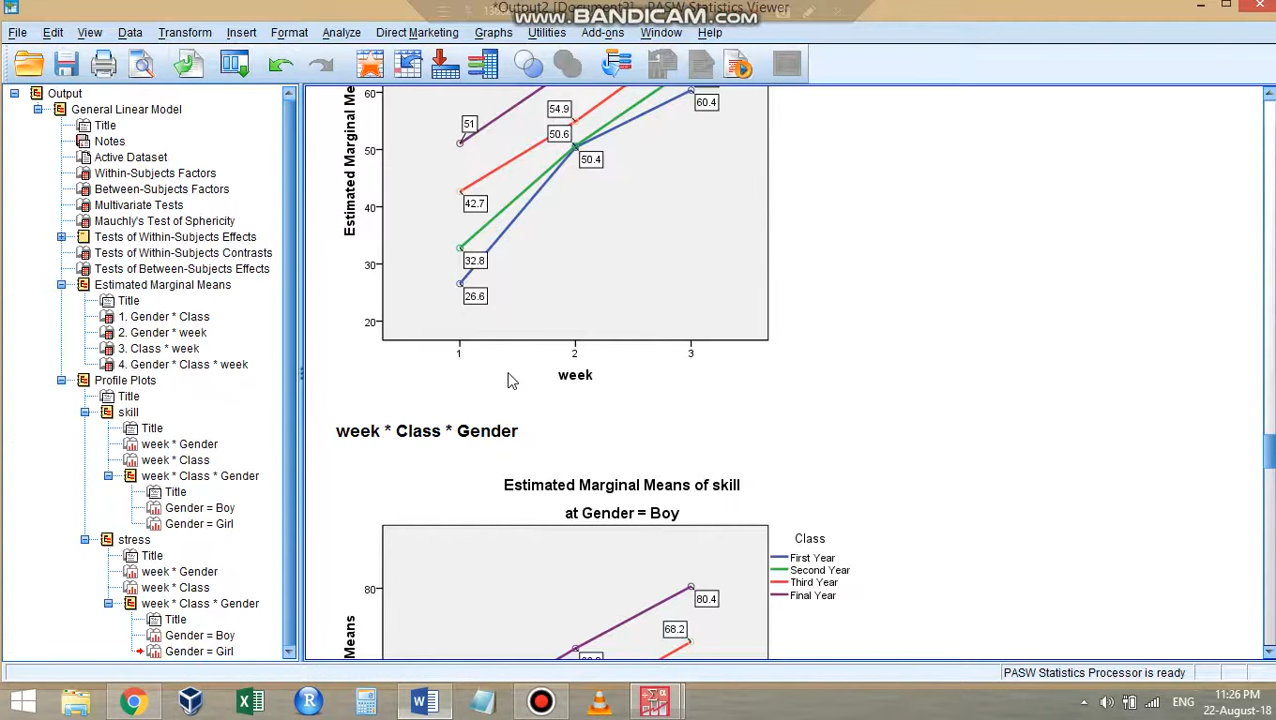 *Output2 [Document2] - PASW Statistics Viewer
www.BANDICAM.com
File Edit View Data Transform Insert Format Analyze Direct Marketing Graphs Utilities Add-ons Window Help
Output
General Linear Model
Title
Notes
Active Dataset
Within-Subjects Factors
Between-Subjects Factors
Multivariate Tests
Mauchly's Test of Sphericity
Tests of Within-Subjects Effects
Tests of Within-Subjects Contrasts
Tests of Between-Subjects Effects
Estimated Marginal Means
Title
1. Gender * Class
2. Gender * week
3. Class * week
4. Gender * Class * week
Profile Plots
Title
skill
Title
week * Gender
week * Class
week * Class * Gender
Title
Gender = Boy
Gender = Girl
stress
Title
week * Gender
week * Class
week * Class * Gender
Title
Gender = Boy
Gender = Girl
Estimated Marginal Me
60
50
40
30
20
51
54.9
50.6
50.4
60.4
42.7
32.8
26.6
1 2 3
week
week * Class * Gender
Estimated Marginal Means of skill
at Gender = Boy
Means
80
80.4
68.2
Class
First Year
Second Year
Third Year
Final Year
PASW Statistics Processor is ready
ENG
11:26 PM
22-August-18